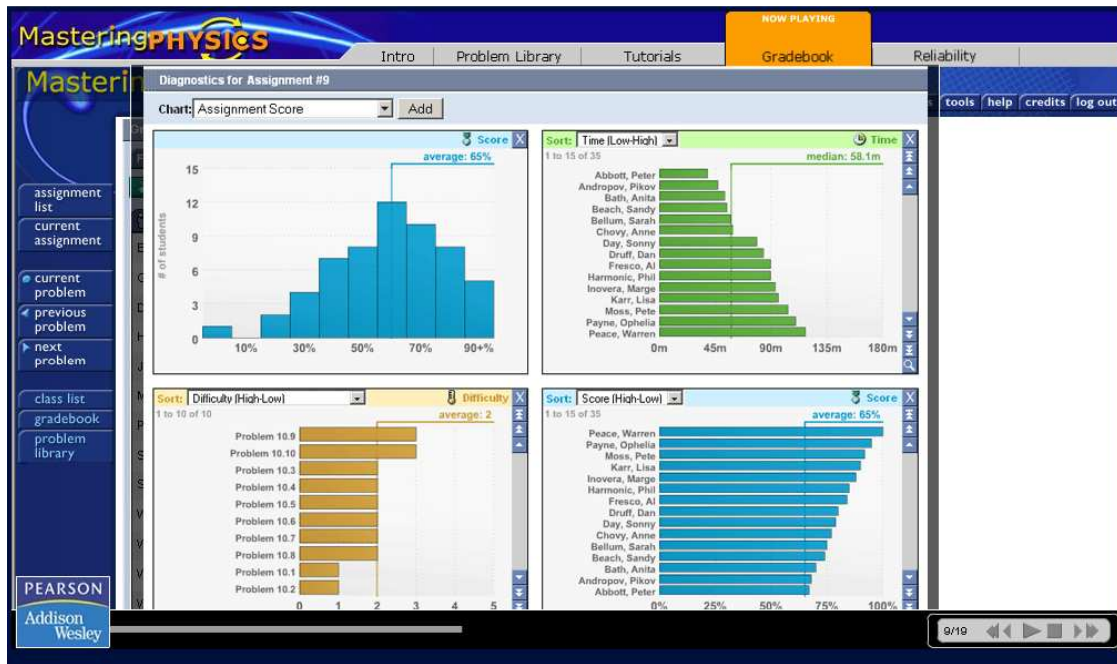 NOW PLAYING
MasteringPHYSICS
Intro
Problem Library
Tutorials
Gradebook
Reliability
Masterin
tools
help
credits
log out
Diagnostics for Assignment #9
Chart:
Assignment Score
Add
assignment list
current assignment
current problem
previous problem
next problem
class list
gradebook
problem library
Score
X
average: 65%
# of students
15
12
9
6
3
0
10%
30%
50%
70%
90+%
Sort:
Time (Low-High)
Time
X
1 to 15 of 35
median: 58.1m
Abbott, Peter
Andropov, Pikov
Bath, Anita
Beach, Sandy
Bellum, Sarah
Chovy, Anne
Day, Sonny
Druff, Dan
Fresco, Al
Harmonic, Phil
Inovera, Marge
Karr, Lisa
Moss, Pete
Payne, Ophelia
Peace, Warren
0m
45m
90m
135m
180m
Sort:
Difficulty (High-Low)
Difficulty
X
1 to 10 of 10
average: 2
Problem 10.9
Problem 10.10
Problem 10.3
Problem 10.4
Problem 10.5
Problem 10.6
Problem 10.7
Problem 10.8
Problem 10.1
Problem 10.2
0
1
2
3
4
5
Sort:
Score (High-Low)
Score
X
1 to 15 of 35
average: 65%
Peace, Warren
Payne, Ophelia
Moss, Pete
Karr, Lisa
Inovera, Marge
Harmonic, Phil
Fresco, Al
Druff, Dan
Day, Sonny
Chovy, Anne
Bellum, Sarah
Beach, Sandy
Bath, Anita
Andropov, Pikov
Abbott, Peter
0%
25%
50%
75%
100%
PEARSON
Addison
Wesley
9/19